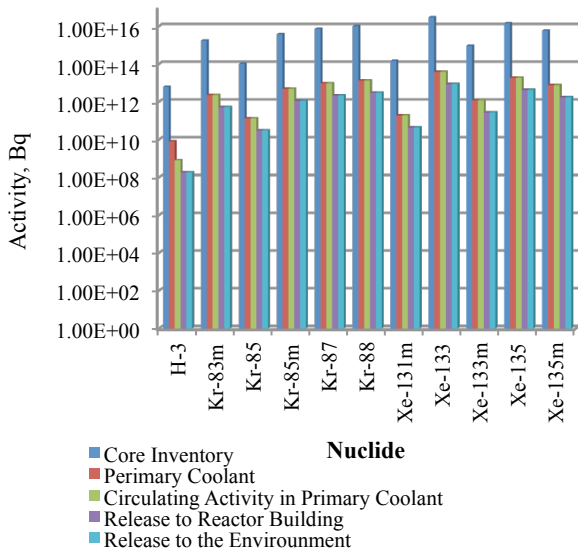 1.00E+16
1.00E+14
1.00E+12
1.00E+10
1.00E+08
1.00E+06
1.00E+04
1.00E+02
1.00E+00
Activity, Bq
H-3
Kr-83m
Kr-85
Kr-85m
Kr-87
Kr-88
Xe-131m
Xe-133
Xe-133m
Xe-135
Xe-135m
Nuclide
Core Inventory
Perimary Coolant
Circulating Activity in Primary Coolant
Release to Reactor Building
Release to the Envirounment